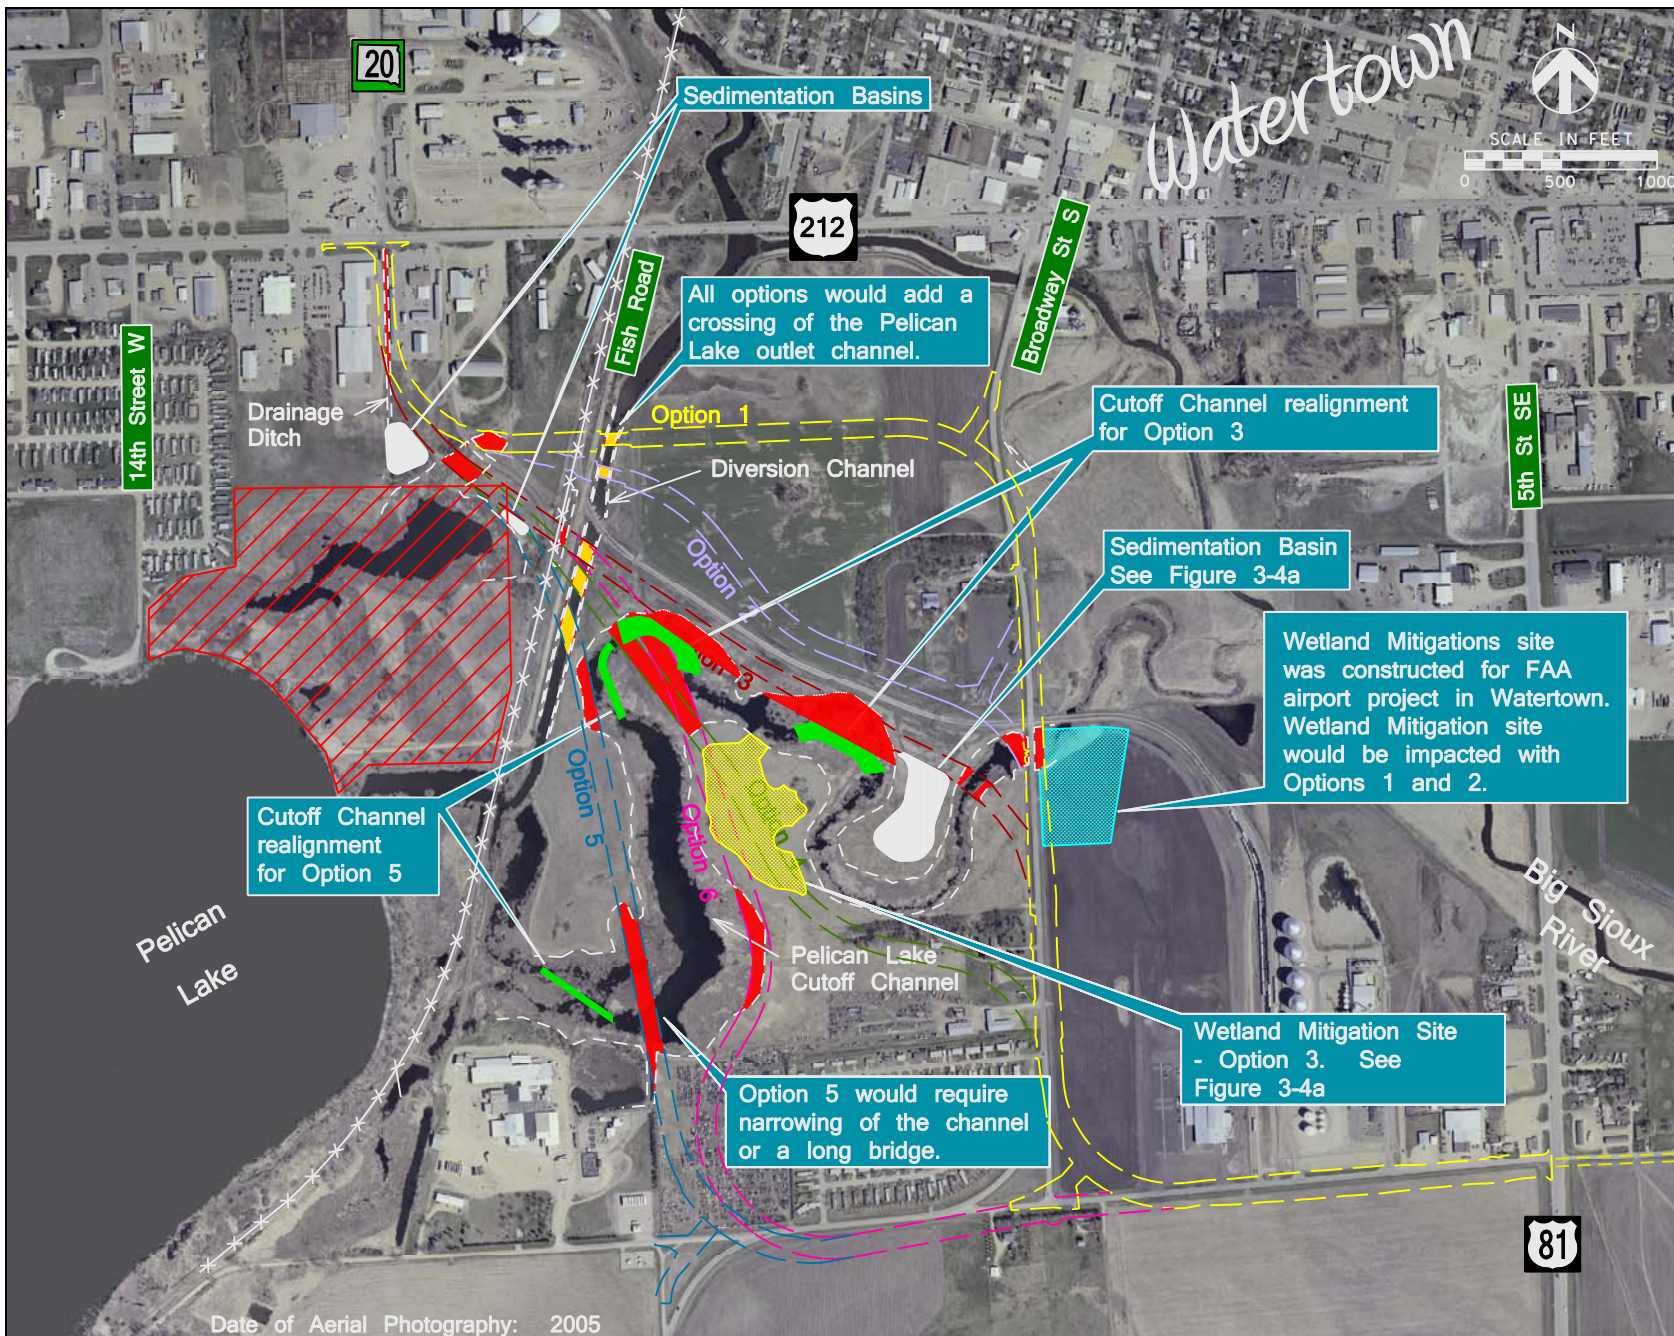 Watertown
N
SCALE IN FEET
0 500 1000
20
Sedimentation Basins
212
Fish Road
Broadway St S
14th Street W
5th St SE
All options would add a
crossing of the Pelican
Lake outlet channel.
Drainage
Ditch
Option 1
Diversion Channel
Cutoff Channel realignment
for Option 3
Option 2
Sedimentation Basin
See Figure 3-4a
Wetland Mitigations site
was constructed for FAA
airport project in Watertown.
Wetland Mitigation site
would be impacted with
Options 1 and 2.
Option 5
Option 6
Option
Cutoff Channel
realignment
for Option 5
Pelican
Lake
Pelican Lake
Cutoff Channel
Big Sioux
River
Wetland Mitigation Site
- Option 3. See
Figure 3-4a
Option 5 would require
narrowing of the channel
or a long bridge.
81
Date of Aerial Photography: 2005